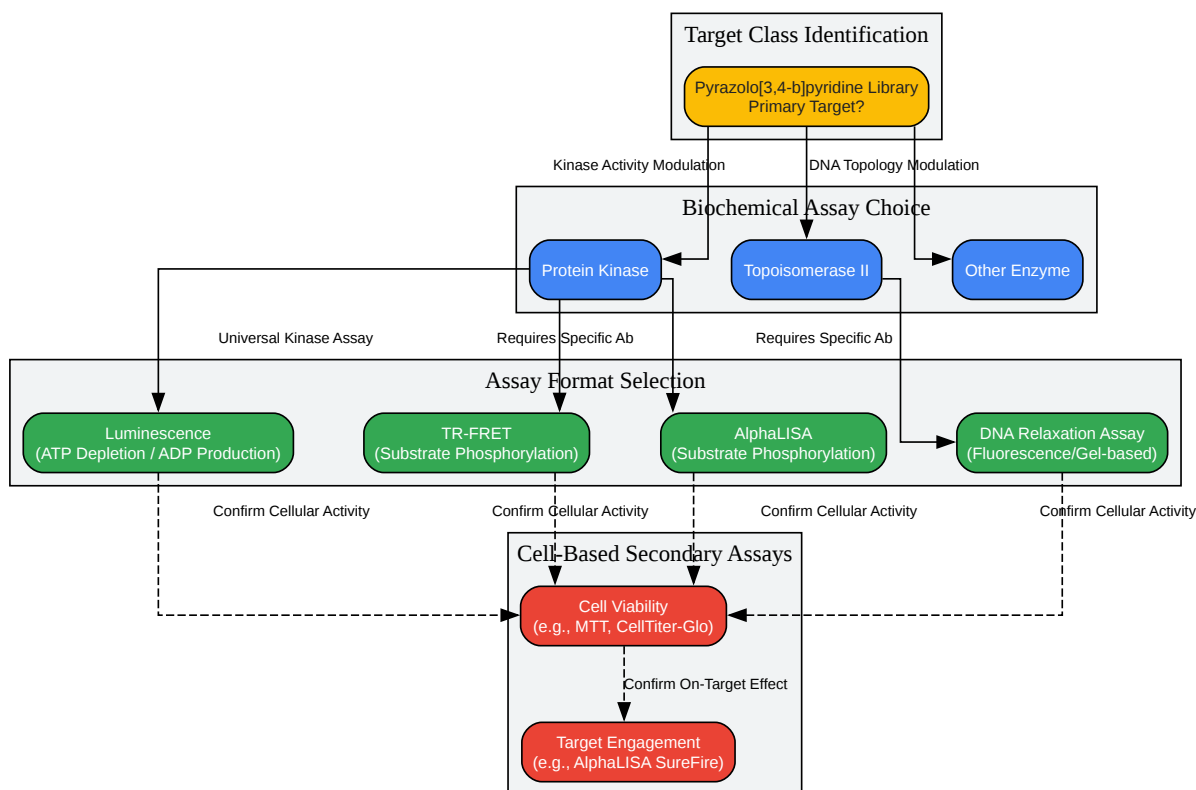 Target Class Identification
Pyrazolo[3,4-b]pyridine Library
Primary Target?
Kinase Activity Modulation
DNA Topology Modulation
Biochemical Assay Choice
Protein Kinase
Topoisomerase II
Other Enzyme
Universal Kinase Assay
Requires Specific Ab
Requires Specific Ab
Assay Format Selection
Luminescence
(ATP Depletion / ADP Production)
TR-FRET
(Substrate Phosphorylation)
AlphaLISA
(Substrate Phosphorylation)
DNA Relaxation Assay
(Fluorescence/Gel-based)
Confirm Cellular Activity
Confirm Cellular Activity
Confirm Cellular Activity
Confirm Cellular Activity
Cell-Based Secondary Assays
Cell Viability
(e.g., MTT, CellTiter-Glo)
Confirm On-Target Effect
Target Engagement
(e.g., AlphaLISA SureFire)